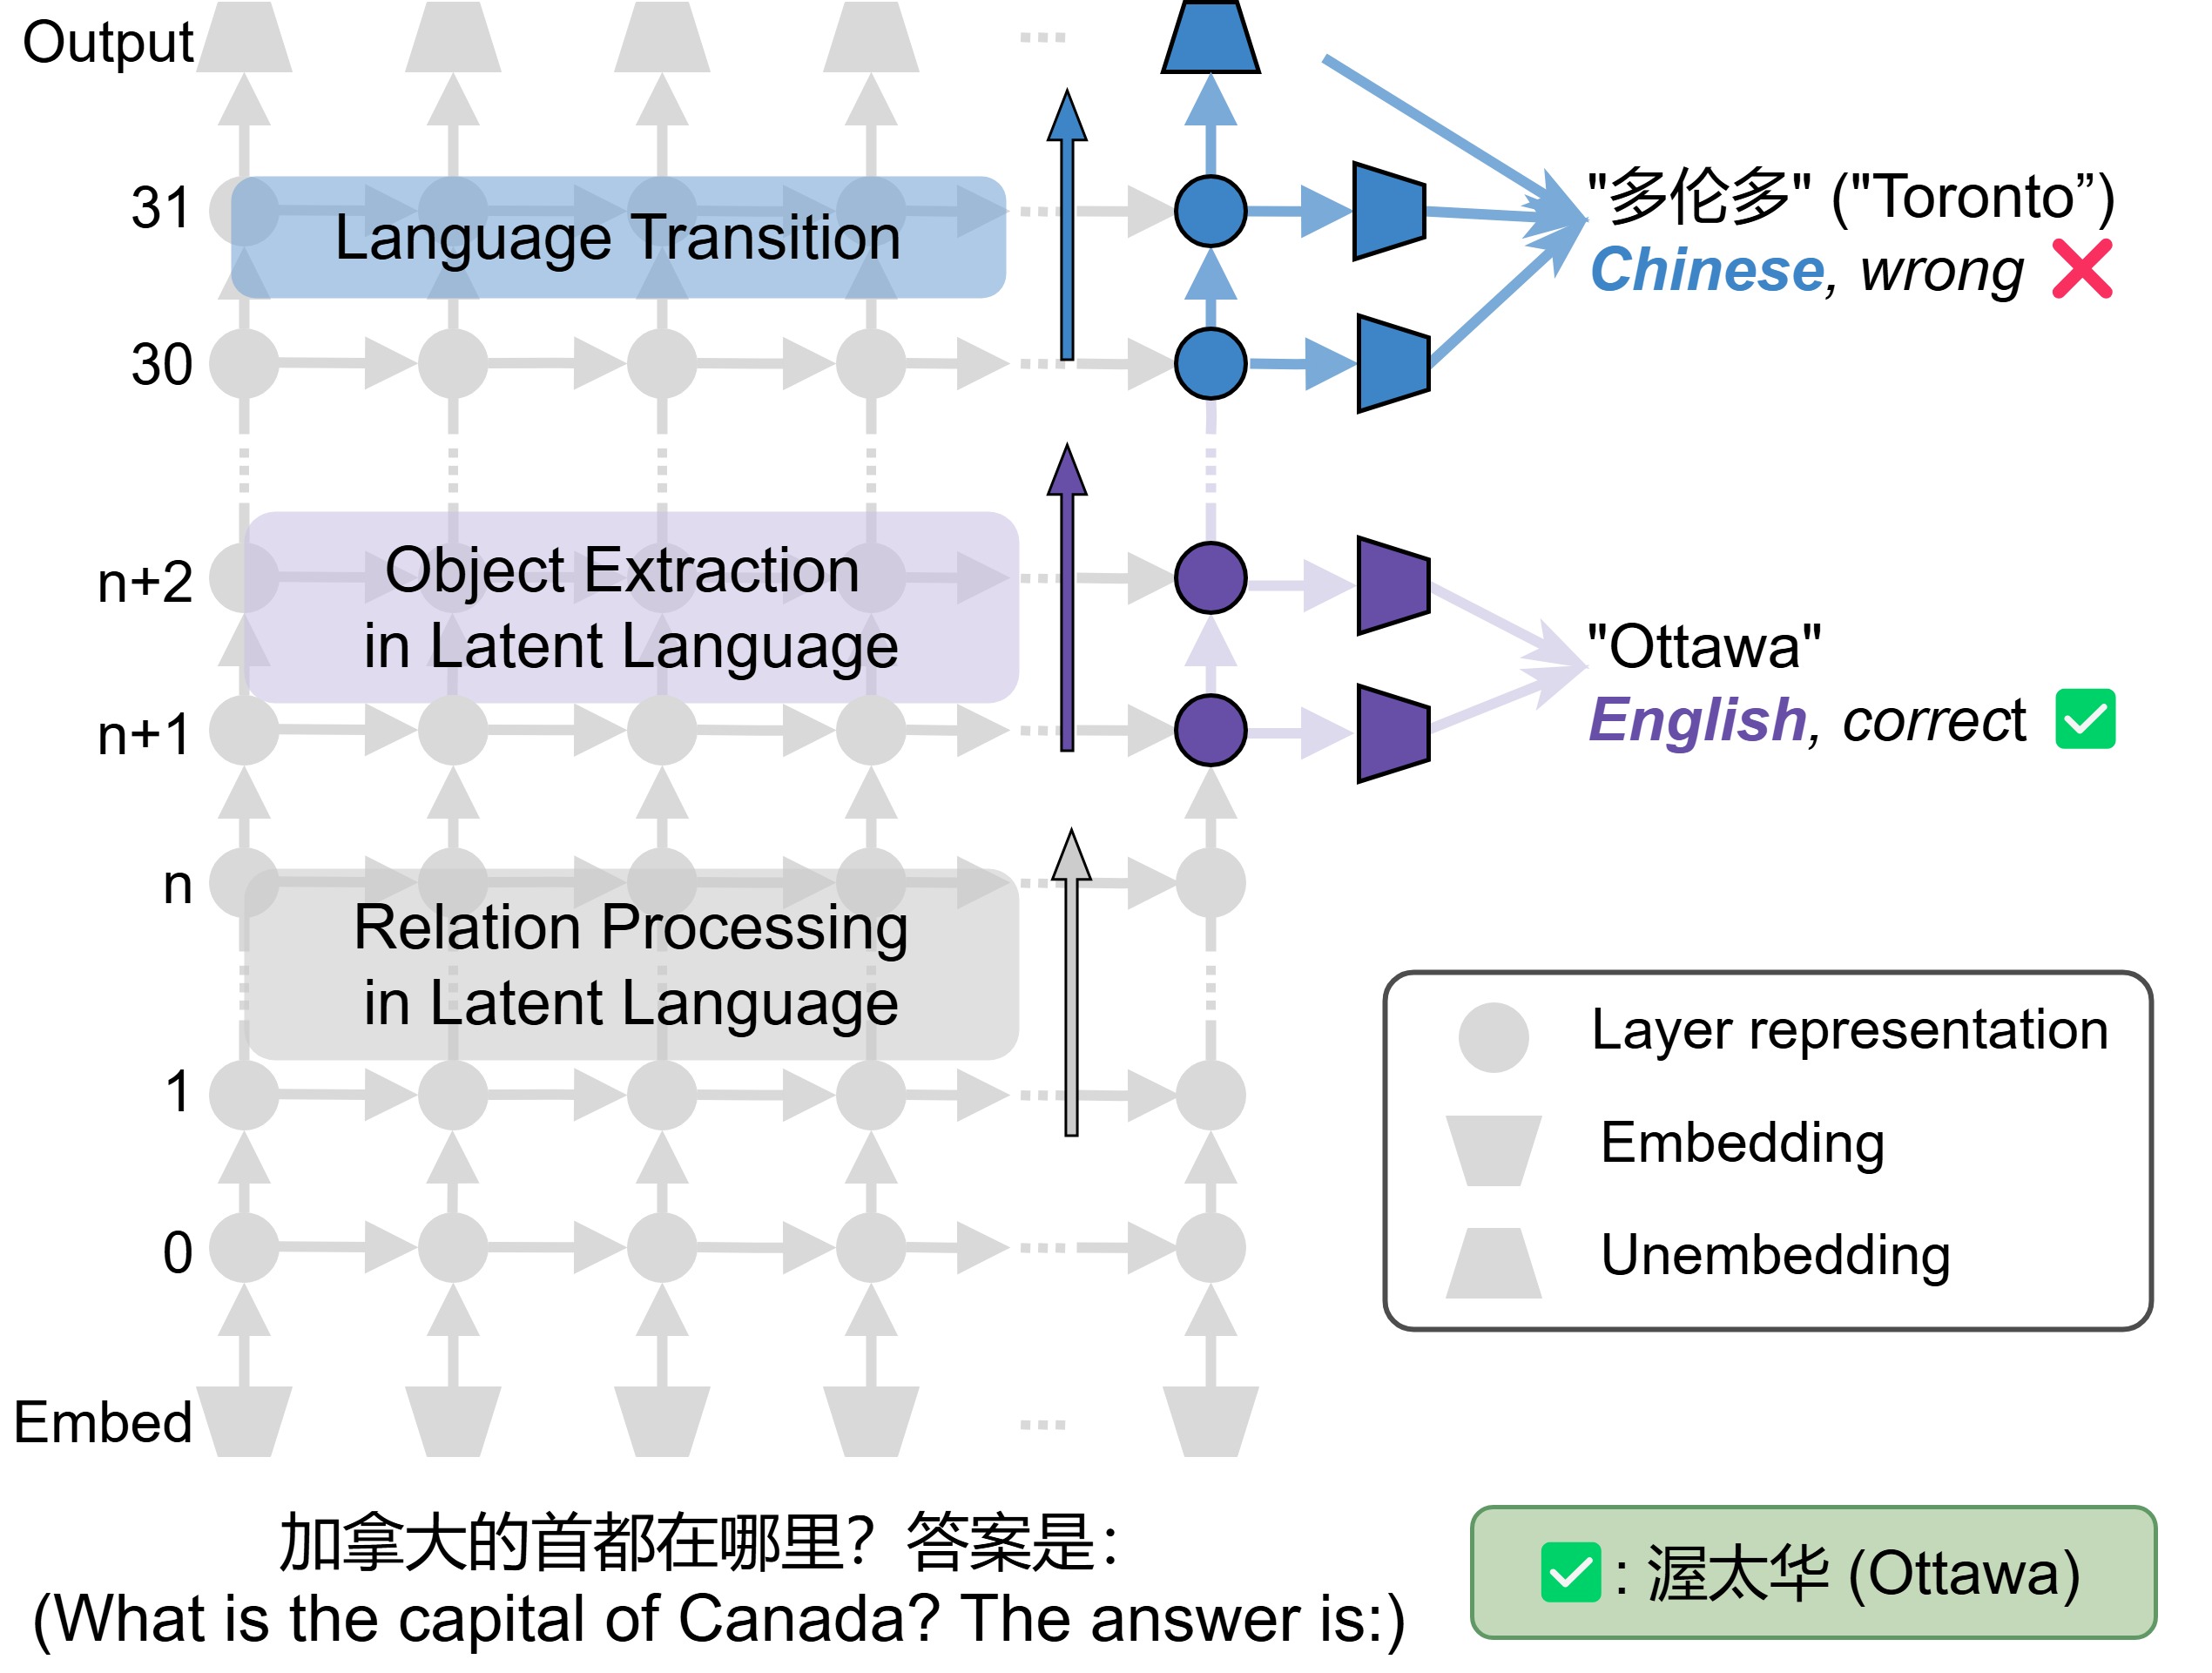 Output
31
30
n+2
n+1
n
1
0
Embed
Language Transition
Object Extraction
in Latent Language
Relation Processing
in Latent Language
"多伦多" ("Toronto”)
Chinese, wrong ❌
"Ottawa"
English, correct ✅
Layer representation
Embedding
Unembedding
加拿大的首都在哪里？答案是：
(What is the capital of Canada? The answer is:)
✅ : 渥太华 (Ottawa)